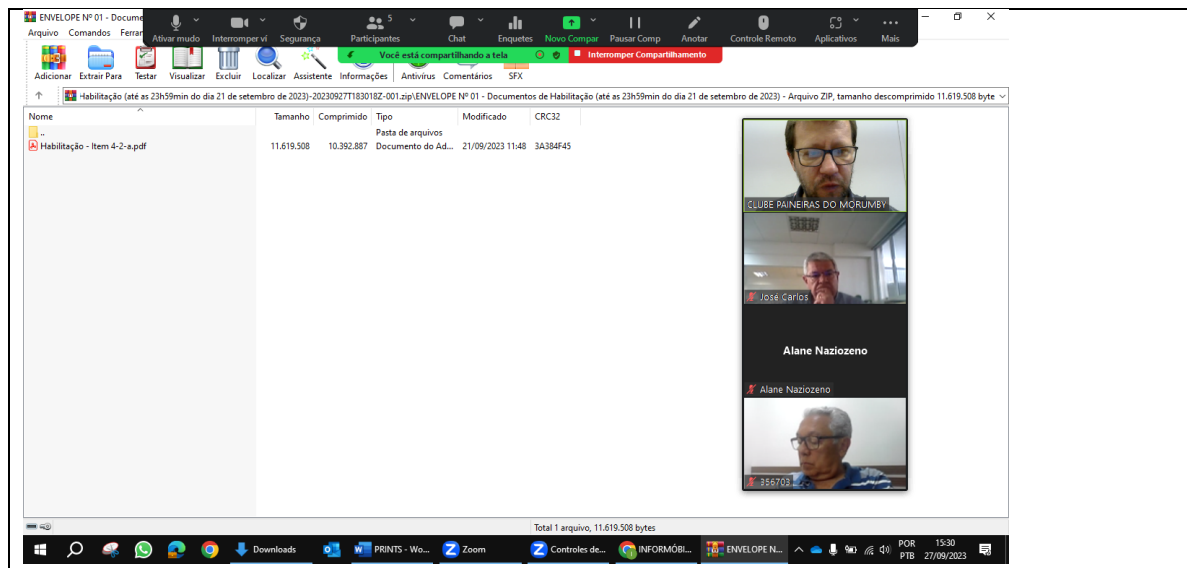 ENVELOPE Nº 01 - Docume
Arquivo Comandos Ferran
Ativar mudo Interromper ví Segurança Participantes 5 Chat Enquetes Novo Compar Pausar Comp Anotar Controle Remoto Aplicativos Mais
Você está compartilhando a tela Interromper Compartilhamento
Adicionar Extrair Para Testar Visualizar Excluir Localizar Assistente Informações Antivírus Comentários SFX
Habilitação (até as 23h59min do dia 21 de setembro de 2023)-20230927T183018Z-001.zip\ENVELOPE Nº 01 - Documentos de Habilitação (até as 23h59min do dia 21 de setembro de 2023) - Arquivo ZIP, tamanho descomprimido 11.619.508 byte
Nome Tamanho Comprimido Tipo Modificado CRC32
.. Pasta de arquivos
Habilitação - Item 4-2-a.pdf 11.619.508 10.392.887 Documento do Ad... 21/09/2023 11:48 3A384F45
CLUBE PAINEIRAS DO MORUMBY
José Carlos
Alane Naziozeno
Alane Naziozeno
356703
Total 1 arquivo, 11.619.508 bytes
Downloads PRINTS - Wo... Zoom Controles de... INFORMÓBI... ENVELOPE N... POR 15:30
PTB 27/09/2023